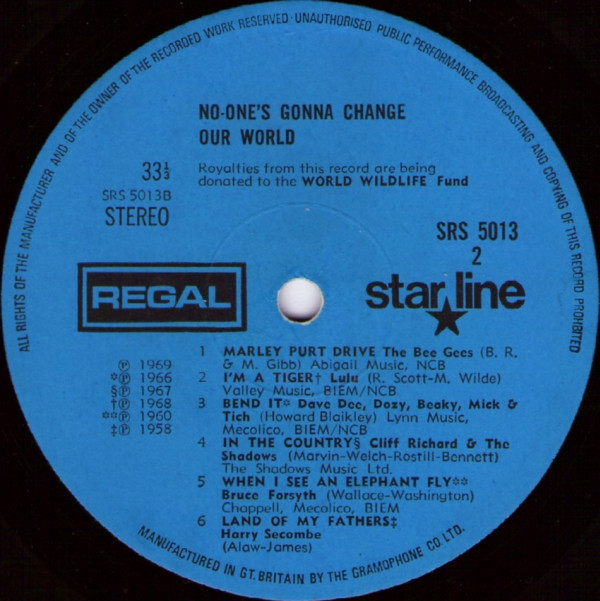 ALL RIGHTS OF THE MANUFACTURER AND OF THE OWNER OF THE RECORDED WORK RESERVED · UNAUTHORISED PUBLIC PERFORMANCE BROADCASTING AND COPYING OF THIS RECORD PROHIBITED
NO-ONE'S GONNA CHANGE
OUR WORLD
33⅓
SRS 5013B
STEREO
Royalties from this record are being
donated to the WORLD WILDLIFE Fund
SRS 5013
2
REGAL
star line
℗ 1969
*℗ 1966
§℗ 1967
†℗ 1968
**℗ 1960
‡℗ 1958
1 MARLEY PURT DRIVE The Bee Gees (B. R.
& M. Gibb) Abigail Music, NCB
2 I'M A TIGER† Lulu (R. Scott-M. Wilde)
Valley Music, BIEM/NCB
3 BEND IT* Dave Dee, Dozy, Beaky, Mick &
Tich (Howard Blaikley) Lynn Music,
Mecolico, BIEM/NCB
4 IN THE COUNTRY§ Cliff Richard & The
Shadows (Marvin-Welch-Rostill-Bennett)
The Shadows Music Ltd.
5 WHEN I SEE AN ELEPHANT FLY**
Bruce Forsyth (Wallace-Washington)
Chappell, Mecolico, BIEM
6 LAND OF MY FATHERS‡
Harry Secombe
(Alaw-James)
MANUFACTURED IN GT. BRITAIN BY THE GRAMOPHONE CO LTD.